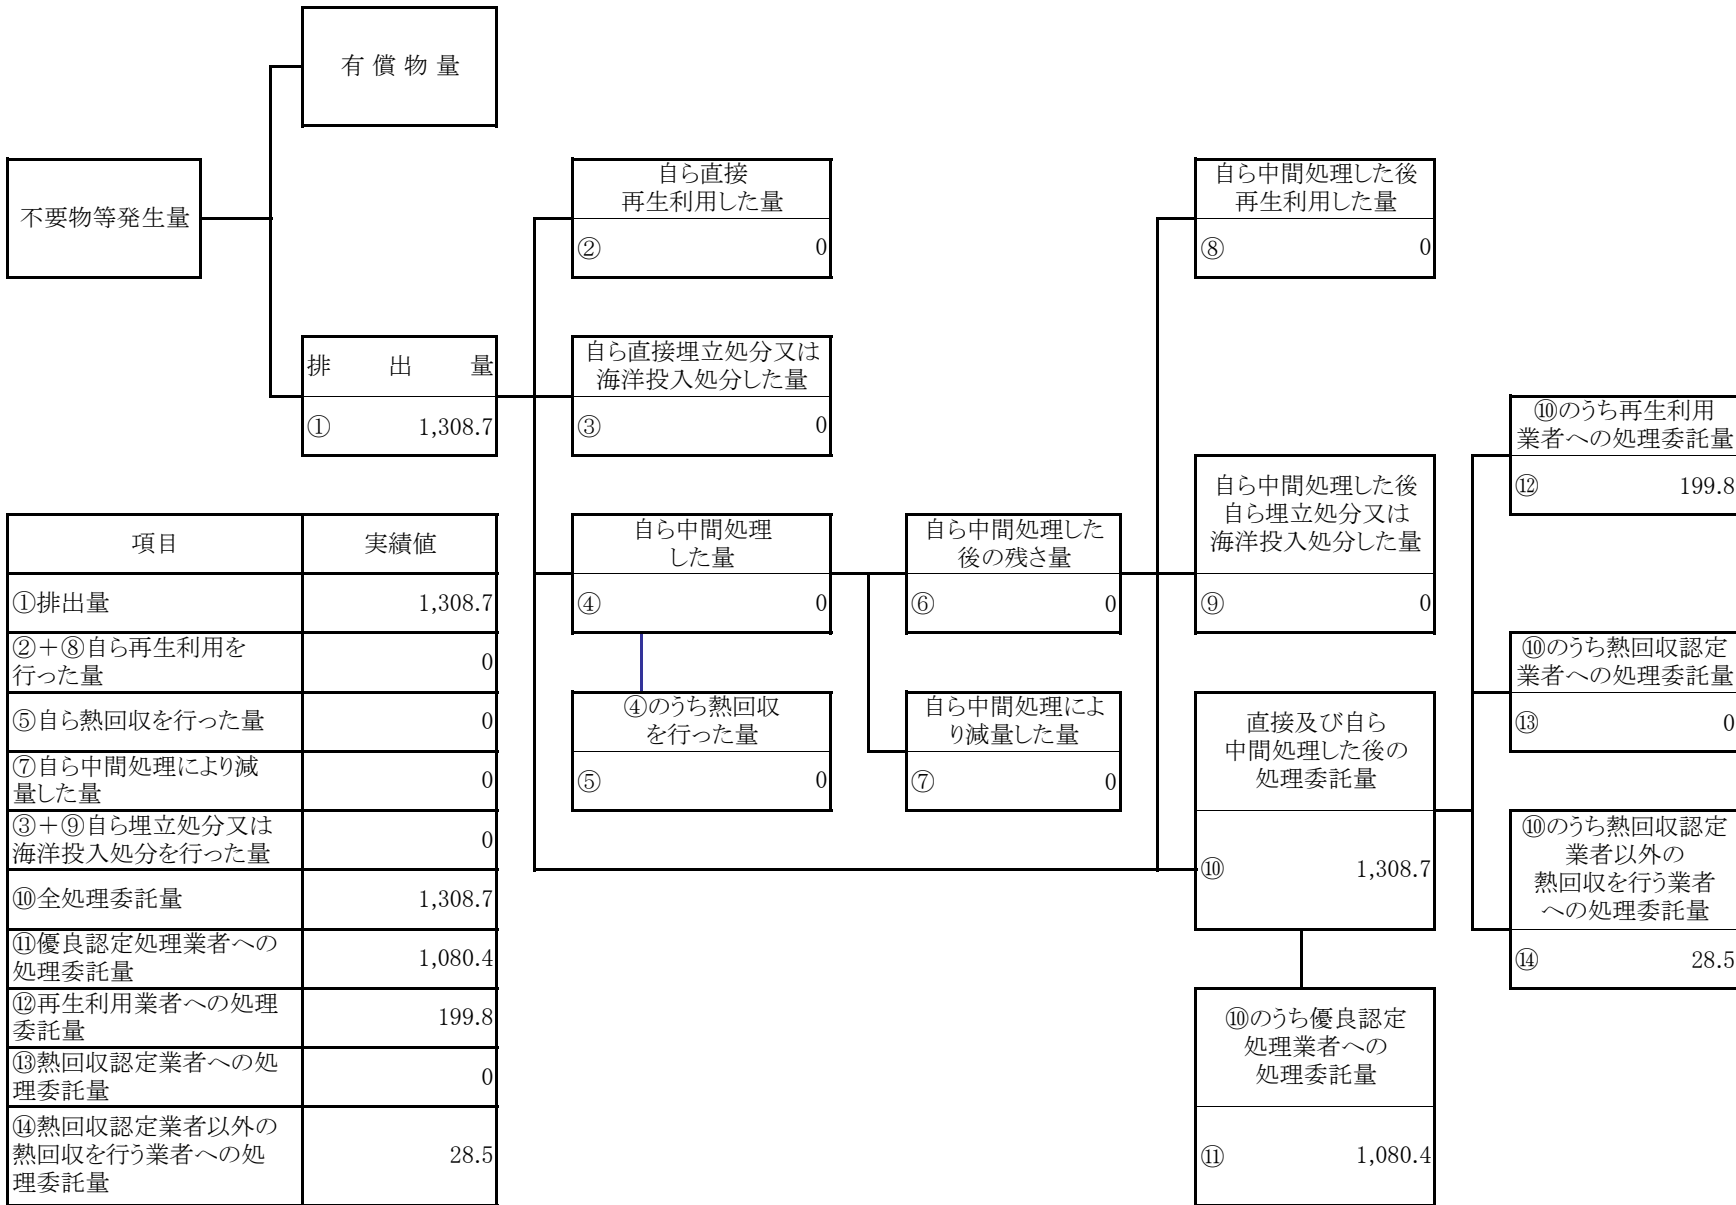 有 償 物 量
不要物等発生量
排 出 量
① 1,308.7
自ら直接
再生利用した量
② 0
自ら直接埋立処分又は
海洋投入処分した量
③ 0
自ら中間処理
した量
④ 0
④のうち熱回収
を行った量
⑤ 0
自ら中間処理した
後の残さ量
⑥ 0
自ら中間処理によ
り減量した量
⑦ 0
自ら中間処理した後
再生利用した量
⑧ 0
自ら中間処理した後
自ら埋立処分又は
海洋投入処分した量
⑨ 0
直接及び自ら
中間処理した後の
処理委託量
⑩ 1,308.7
⑩のうち優良認定
処理業者への
処理委託量
⑪ 1,080.4
⑩のうち再生利用
業者への処理委託量
⑫ 199.8
⑩のうち熱回収認定
業者への処理委託量
⑬ 0
⑩のうち熱回収認定
業者以外の
熱回収を行う業者
への処理委託量
⑭ 28.5
項目 実績値
①排出量 1,308.7
②+⑧自ら再生利用を
行った量 0
⑤自ら熱回収を行った量 0
⑦自ら中間処理により減
量した量 0
③+⑨自ら埋立処分又は
海洋投入処分を行った量 0
⑩全処理委託量 1,308.7
⑪優良認定処理業者への
処理委託量 1,080.4
⑫再生利用業者への処理
委託量 199.8
⑬熱回収認定業者への処
理委託量 0
⑭熱回収認定業者以外の
熱回収を行う業者への処
理委託量 28.5